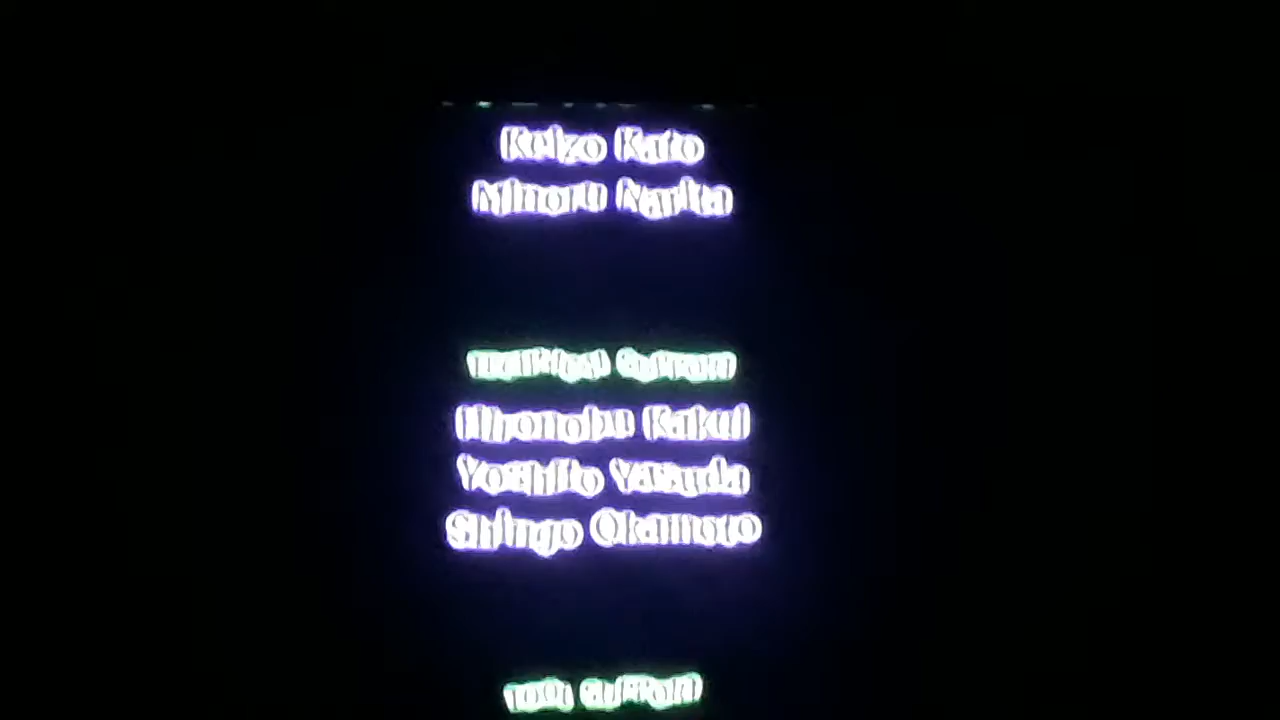 Keizo Kato
Minoru Narita
Technical Support
Hironobu Kakui
Yoshito Yasuda
Shingo Okamoto
Tool Support